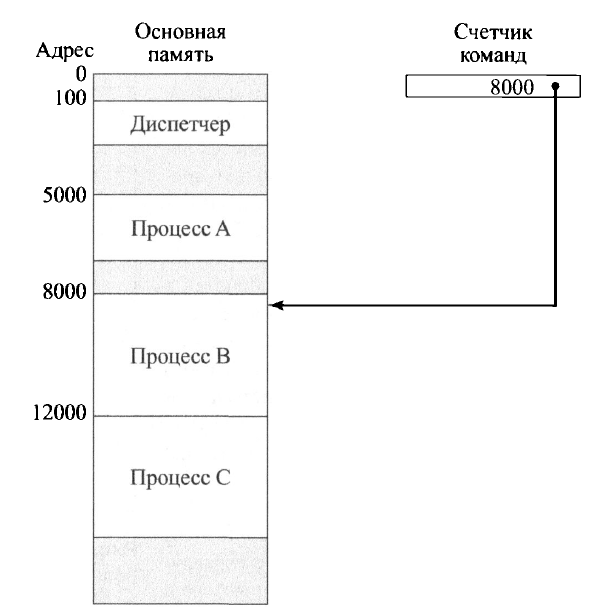 Адрес
Основная
память
Счетчик
команд
0
8000
100
Диспетчер
5000
Процесс A
8000
Процесс B
12000
Процесс C